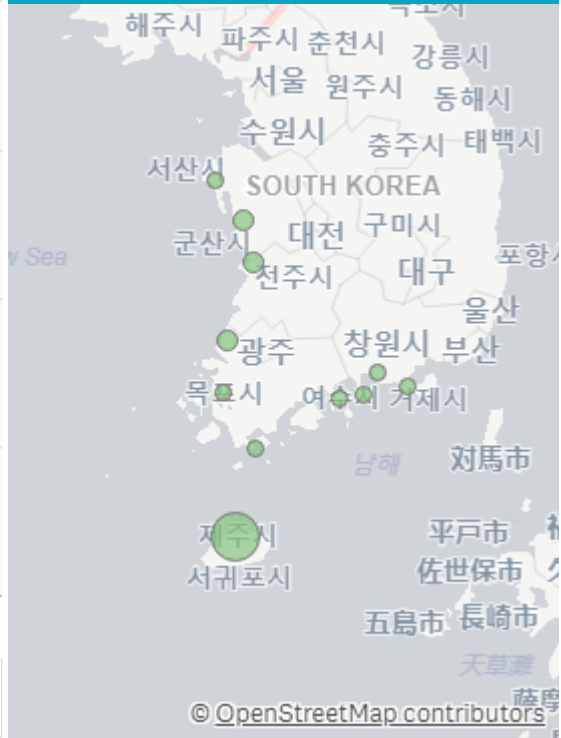 해주시
파주시 춘천시
강릉시
서울 원주시
동해시
수원시
충주시 태백시
서산시
SOUTH KOREA
군산시 대전 구미시
w Sea
포항시
전주시 대구
울산
광주 창원시 부산
목포시 여수시 거제시
남해 対馬市
제주시
平戸市
서귀포시 佐世保市
五島市 長崎市
天草灘
© OpenStreetMap contributors